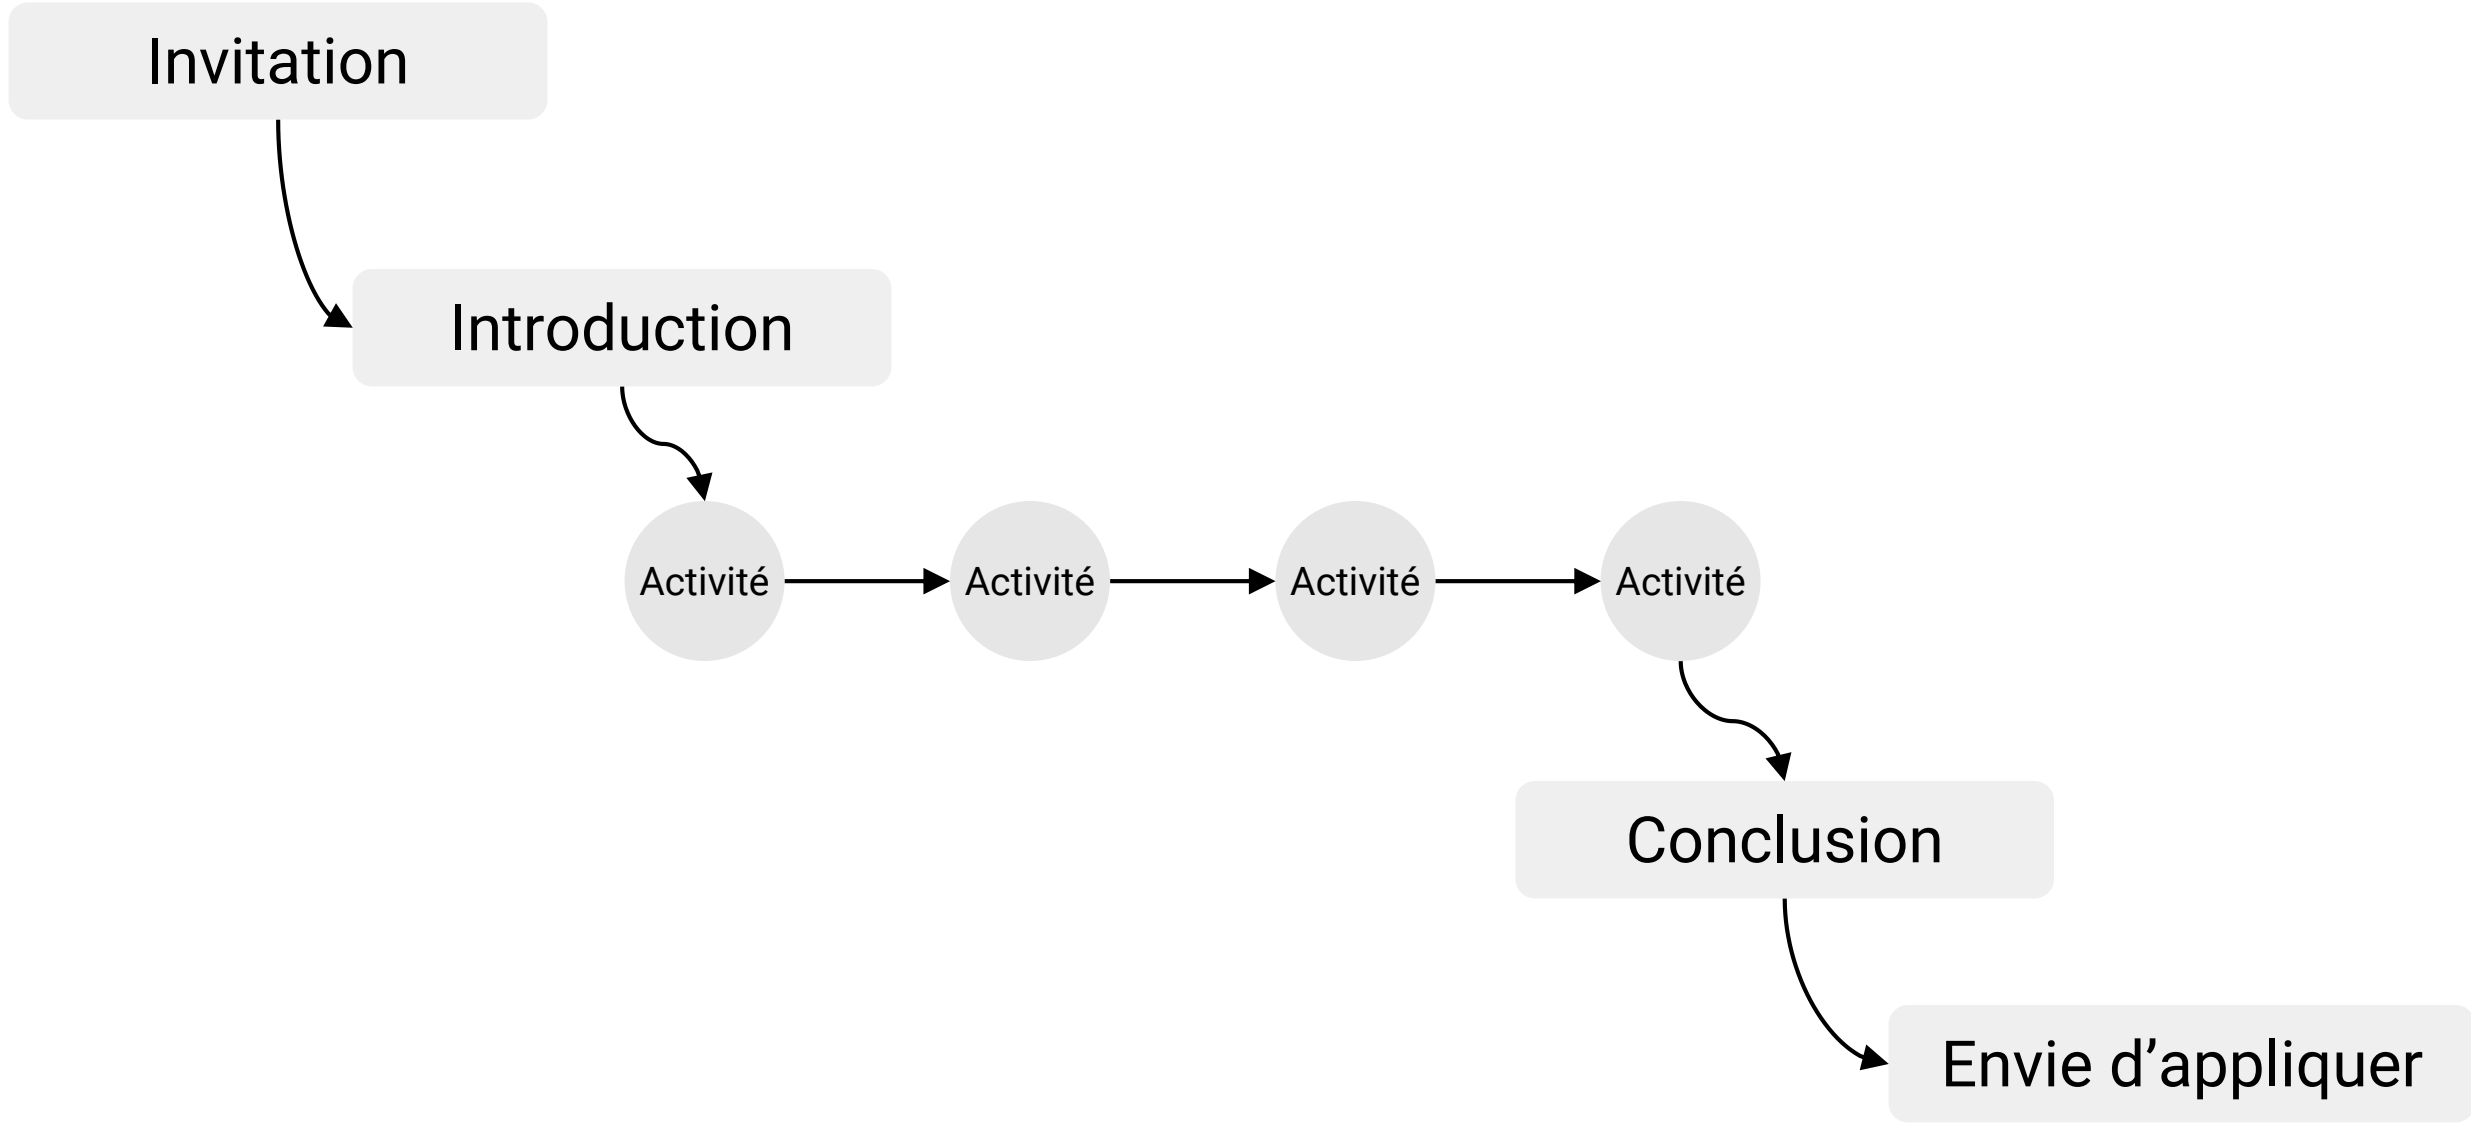 Invitation
Introduction
Activité
Activité
Activité
Activité
Conclusion
Envie d’appliquer